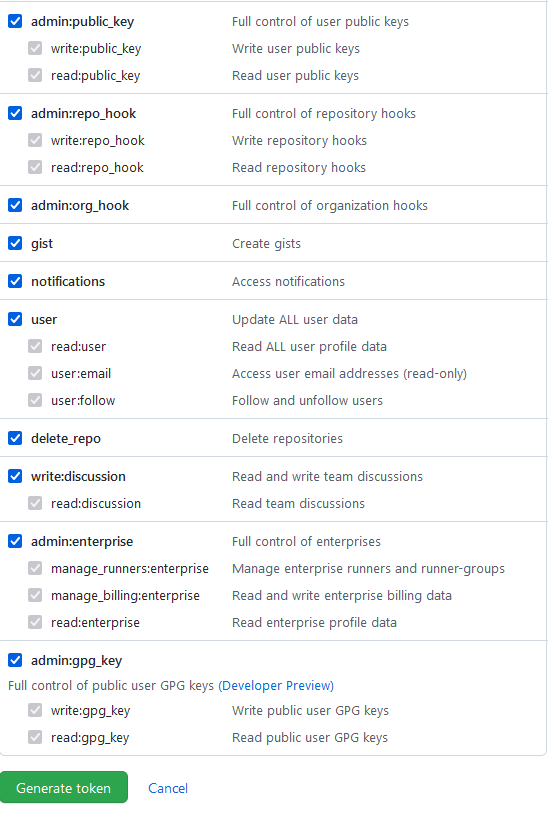 admin:public_key Full control of user public keys
write:public_key Write user public keys
read:public_key Read user public keys
admin:repo_hook Full control of repository hooks
write:repo_hook Write repository hooks
read:repo_hook Read repository hooks
admin:org_hook Full control of organization hooks
gist Create gists
notifications Access notifications
user Update ALL user data
read:user Read ALL user profile data
user:email Access user email addresses (read-only)
user:follow Follow and unfollow users
delete_repo Delete repositories
write:discussion Read and write team discussions
read:discussion Read team discussions
admin:enterprise Full control of enterprises
manage_runners:enterprise Manage enterprise runners and runner-groups
manage_billing:enterprise Read and write enterprise billing data
read:enterprise Read enterprise profile data
admin:gpg_key
Full control of public user GPG keys (Developer Preview)
write:gpg_key Write public user GPG keys
read:gpg_key Read public user GPG keys
Generate token Cancel